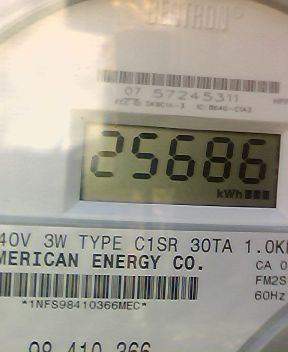 CENTRON®
07 57245311
25686
kWh
40V 3W TYPE C1SR 30TA 1.0K
MERICAN ENERGY CO.
CA 0
FM2S
60Hz
*1NFS98410366MEC*
98 410 366